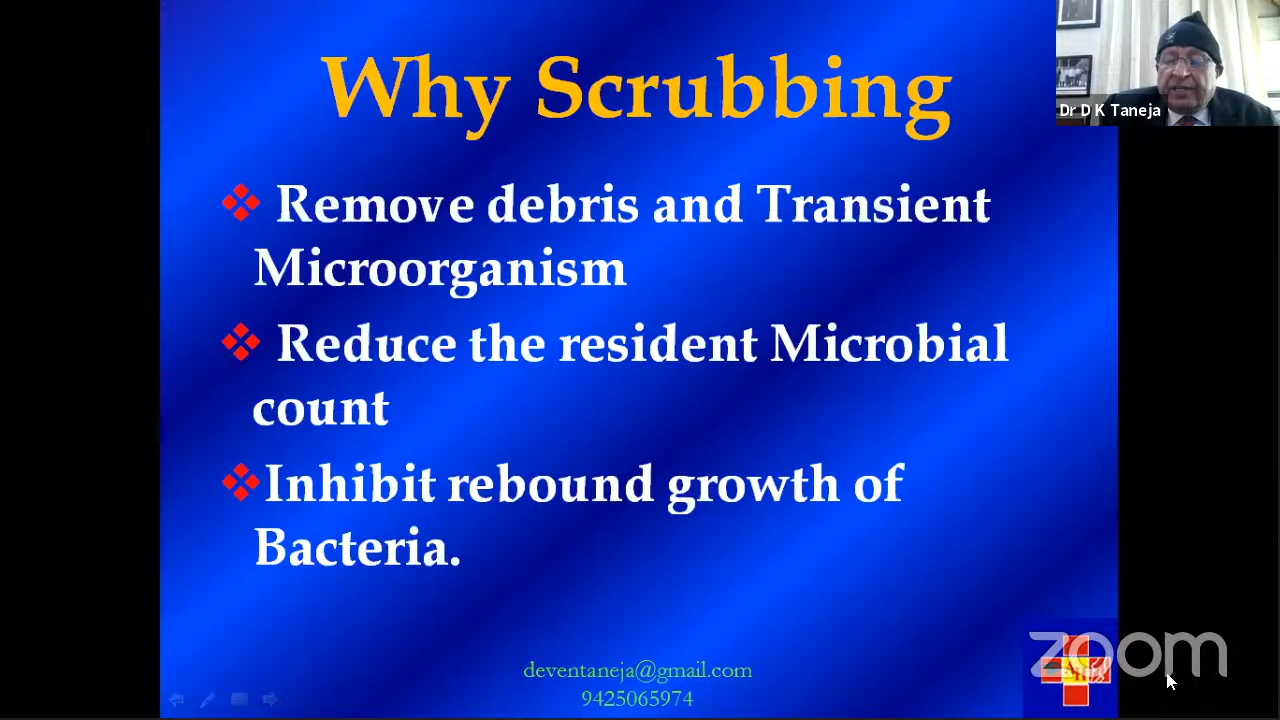 Why Scrubbing
Dr D K Taneja
Remove debris and Transient
Microorganism
Reduce the resident Microbial
count
Inhibit rebound growth of
Bacteria.
deventaneja@gmail.com
9425065974
zoom